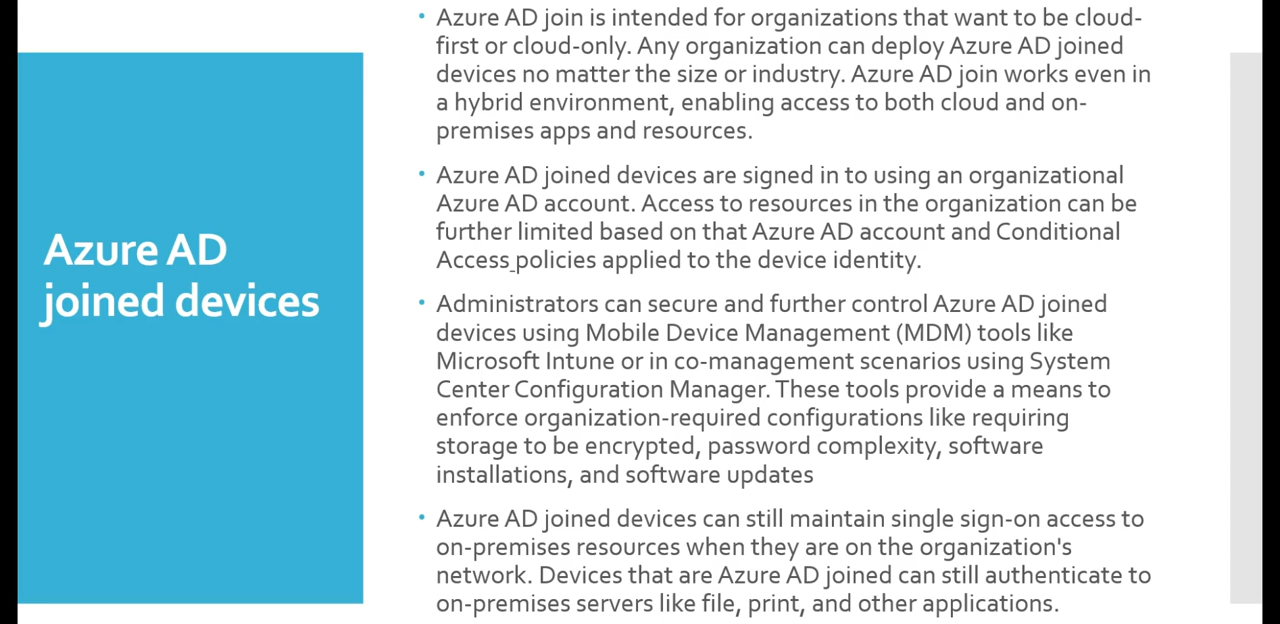 Azure AD
joined devices
• Azure AD join is intended for organizations that want to be cloud-
first or cloud-only. Any organization can deploy Azure AD joined
devices no matter the size or industry. Azure AD join works even in
a hybrid environment, enabling access to both cloud and on-
premises apps and resources.
• Azure AD joined devices are signed in to using an organizational
Azure AD account. Access to resources in the organization can be
further limited based on that Azure AD account and Conditional
Access policies applied to the device identity.
• Administrators can secure and further control Azure AD joined
devices using Mobile Device Management (MDM) tools like
Microsoft Intune or in co-management scenarios using System
Center Configuration Manager. These tools provide a means to
enforce organization-required configurations like requiring
storage to be encrypted, password complexity, software
installations, and software updates
• Azure AD joined devices can still maintain single sign-on access to
on-premises resources when they are on the organization's
network. Devices that are Azure AD joined can still authenticate to
on-premises servers like file, print, and other applications.